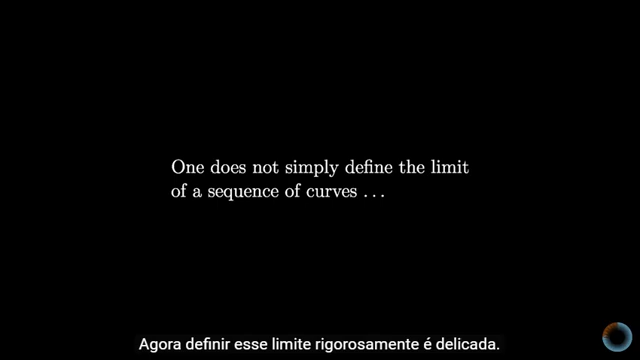 One does not simply define the limit
of a sequence of curves ...
Agora definir esse limite rigorosamente é delicada.